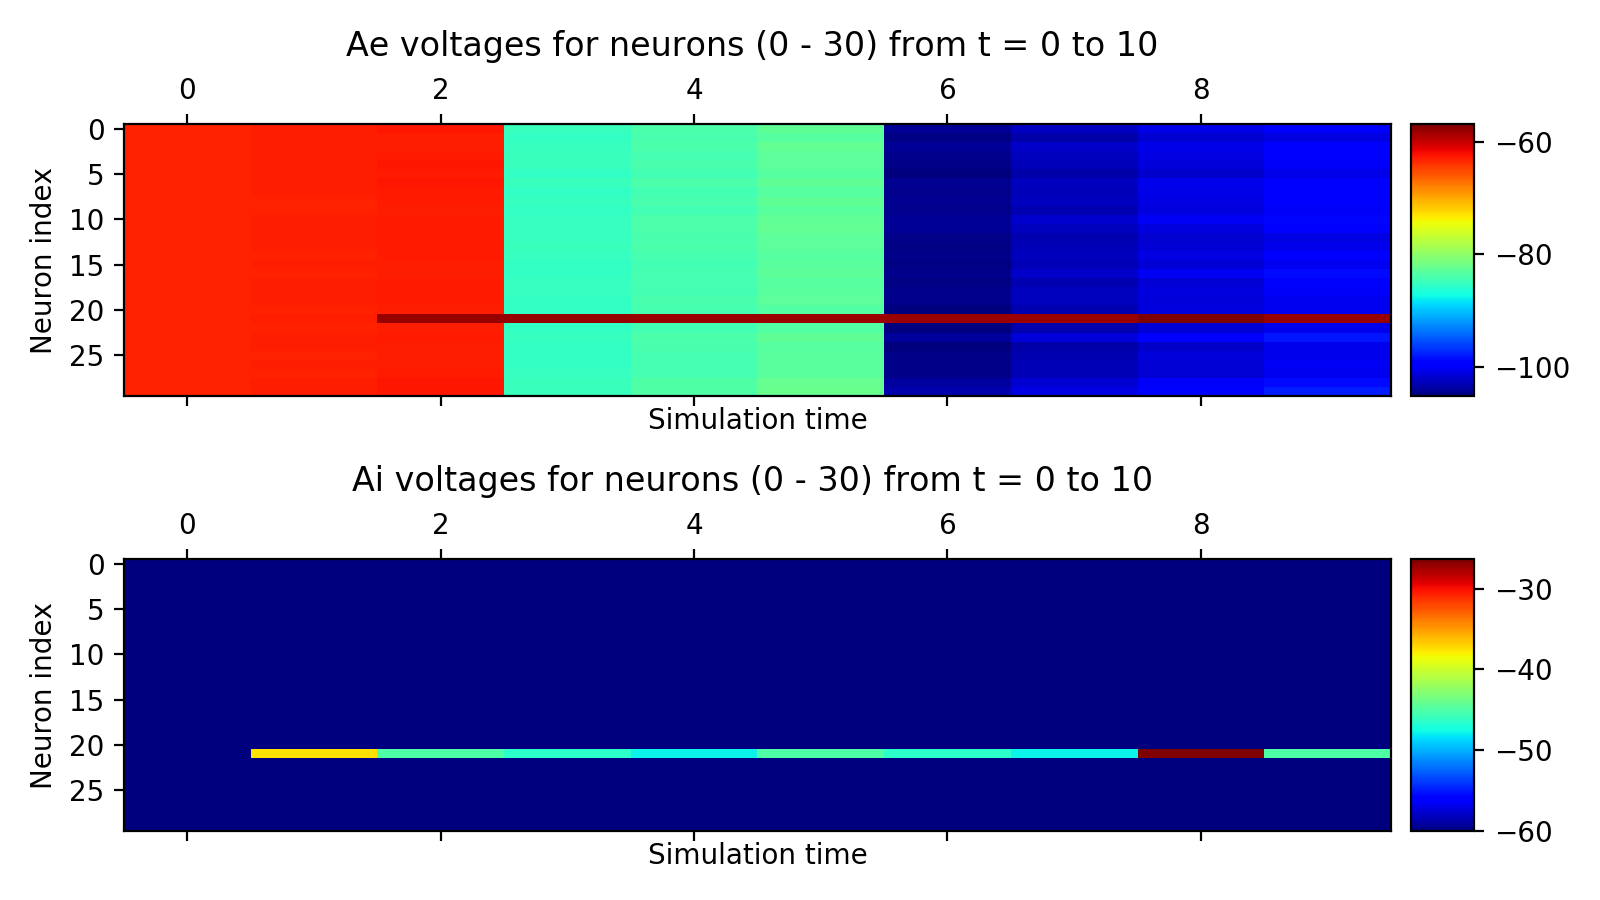 Ae voltages for neurons (0 - 30) from t = 0 to 10
0 2 4 6 8
Neuron index
0
5
10
15
20
25
Simulation time
−60
−80
−100
Ai voltages for neurons (0 - 30) from t = 0 to 10
0 2 4 6 8
Neuron index
0
5
10
15
20
25
Simulation time
−30
−40
−50
−60